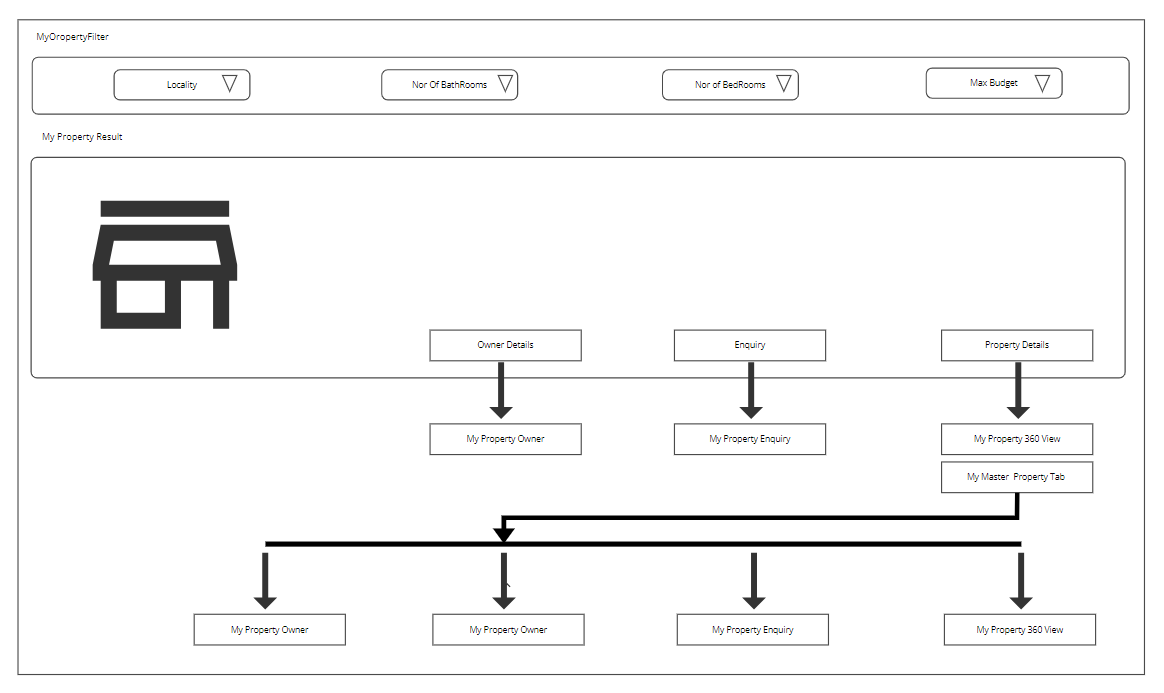 MyOropertyFilter
Locality
Nor Of BathRooms
Nor of BedRooms
Max Budget
My Property Result
Owner Details
Enquiry
Property Details
My Property Owner
My Property Enquiry
My Property 360 View
My Master Property Tab
My Property Owner
My Property Owner
My Property Enquiry
My Property 360 View